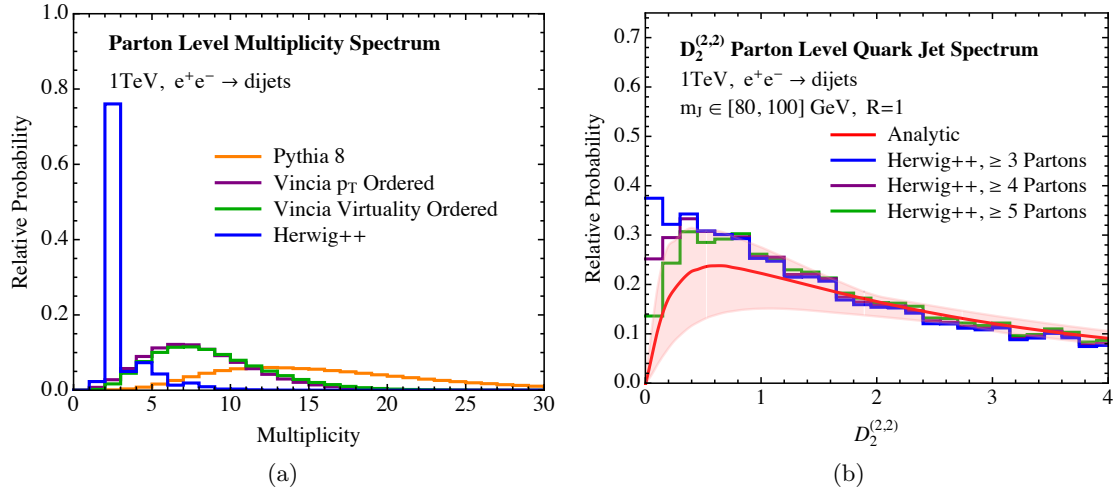 Parton Level Multiplicity Spectrum
1TeV, e⁺e⁻ → dijets
Pythia 8
Vincia p_T Ordered
Vincia Virtuality Ordered
Herwig++
Relative Probability
1.0
0.8
0.6
0.4
0.2
0.0
0 5 10 15 20 25 30
Multiplicity
(a)
D₂^(2,2) Parton Level Quark Jet Spectrum
1TeV, e⁺e⁻ → dijets
m_J ∈ [80, 100] GeV, R=1
Analytic
Herwig++, ≥ 3 Partons
Herwig++, ≥ 4 Partons
Herwig++, ≥ 5 Partons
Relative Probability
0.7
0.6
0.5
0.4
0.3
0.2
0.1
0.0
0 1 2 3 4
D₂^(2,2)
(b)